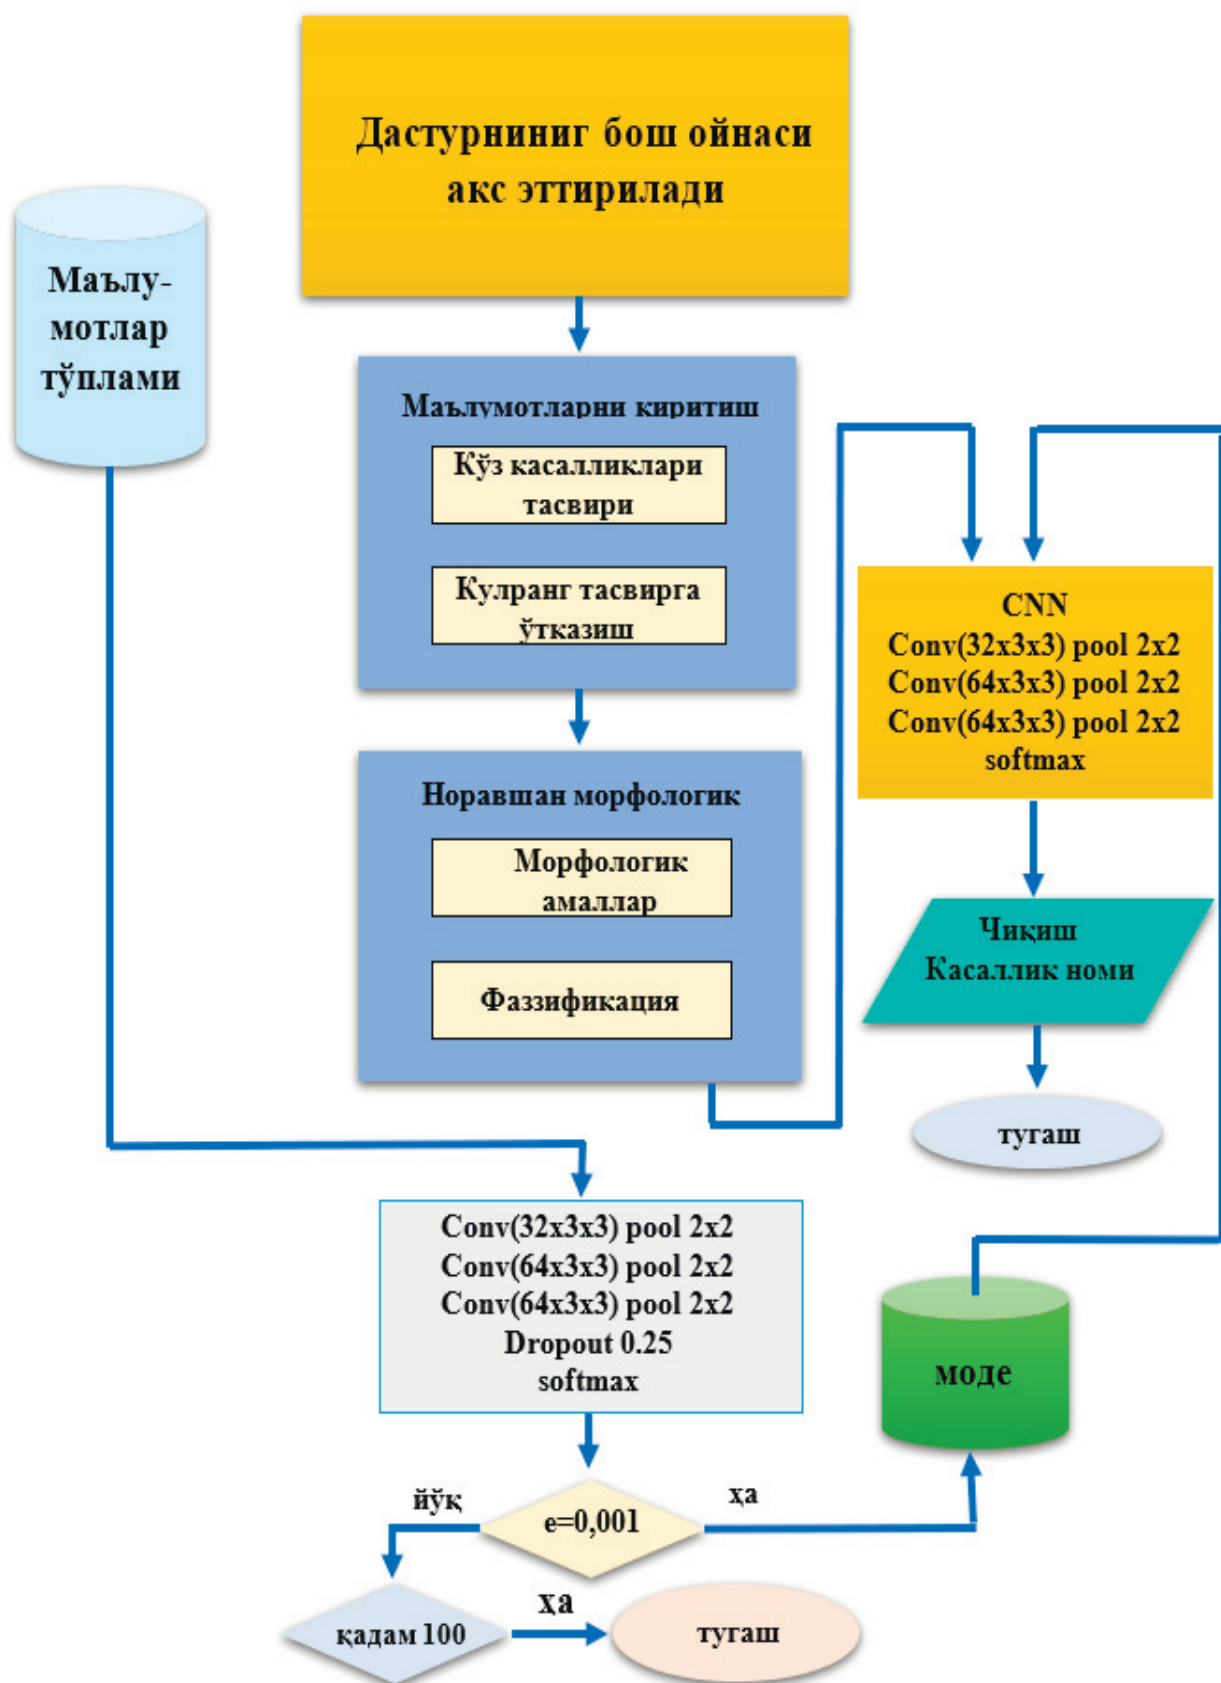 Дастурниниг бош ойнаси
акс эттирилади
Маълу-
мотлар
тўплами
Маълумотларни киритиш
Кўз касалликлари
тасвири
Кулранг тасвирга
ўтказиш
CNN
Conv(32x3x3) pool 2x2
Conv(64x3x3) pool 2x2
Conv(64x3x3) pool 2x2
softmax
Норавшан морфологик
Морфологик
амаллар
Фаззификация
Чиқиш
Касаллик номи
тугаш
Conv(32x3x3) pool 2x2
Conv(64x3x3) pool 2x2
Conv(64x3x3) pool 2x2
Dropout 0.25
softmax
моде
йўқ
e=0,001
ҳа
қадам 100
ҳа
тугаш